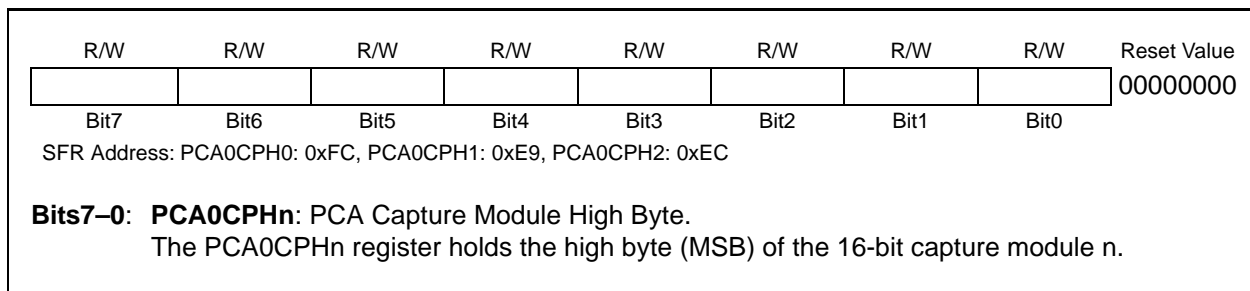 R/W R/W R/W R/W R/W R/W R/W R/W Reset Value
00000000
Bit7 Bit6 Bit5 Bit4 Bit3 Bit2 Bit1 Bit0
SFR Address: PCA0CPH0: 0xFC, PCA0CPH1: 0xE9, PCA0CPH2: 0xEC
Bits7–0: PCA0CPHn: PCA Capture Module High Byte.
The PCA0CPHn register holds the high byte (MSB) of the 16-bit capture module n.